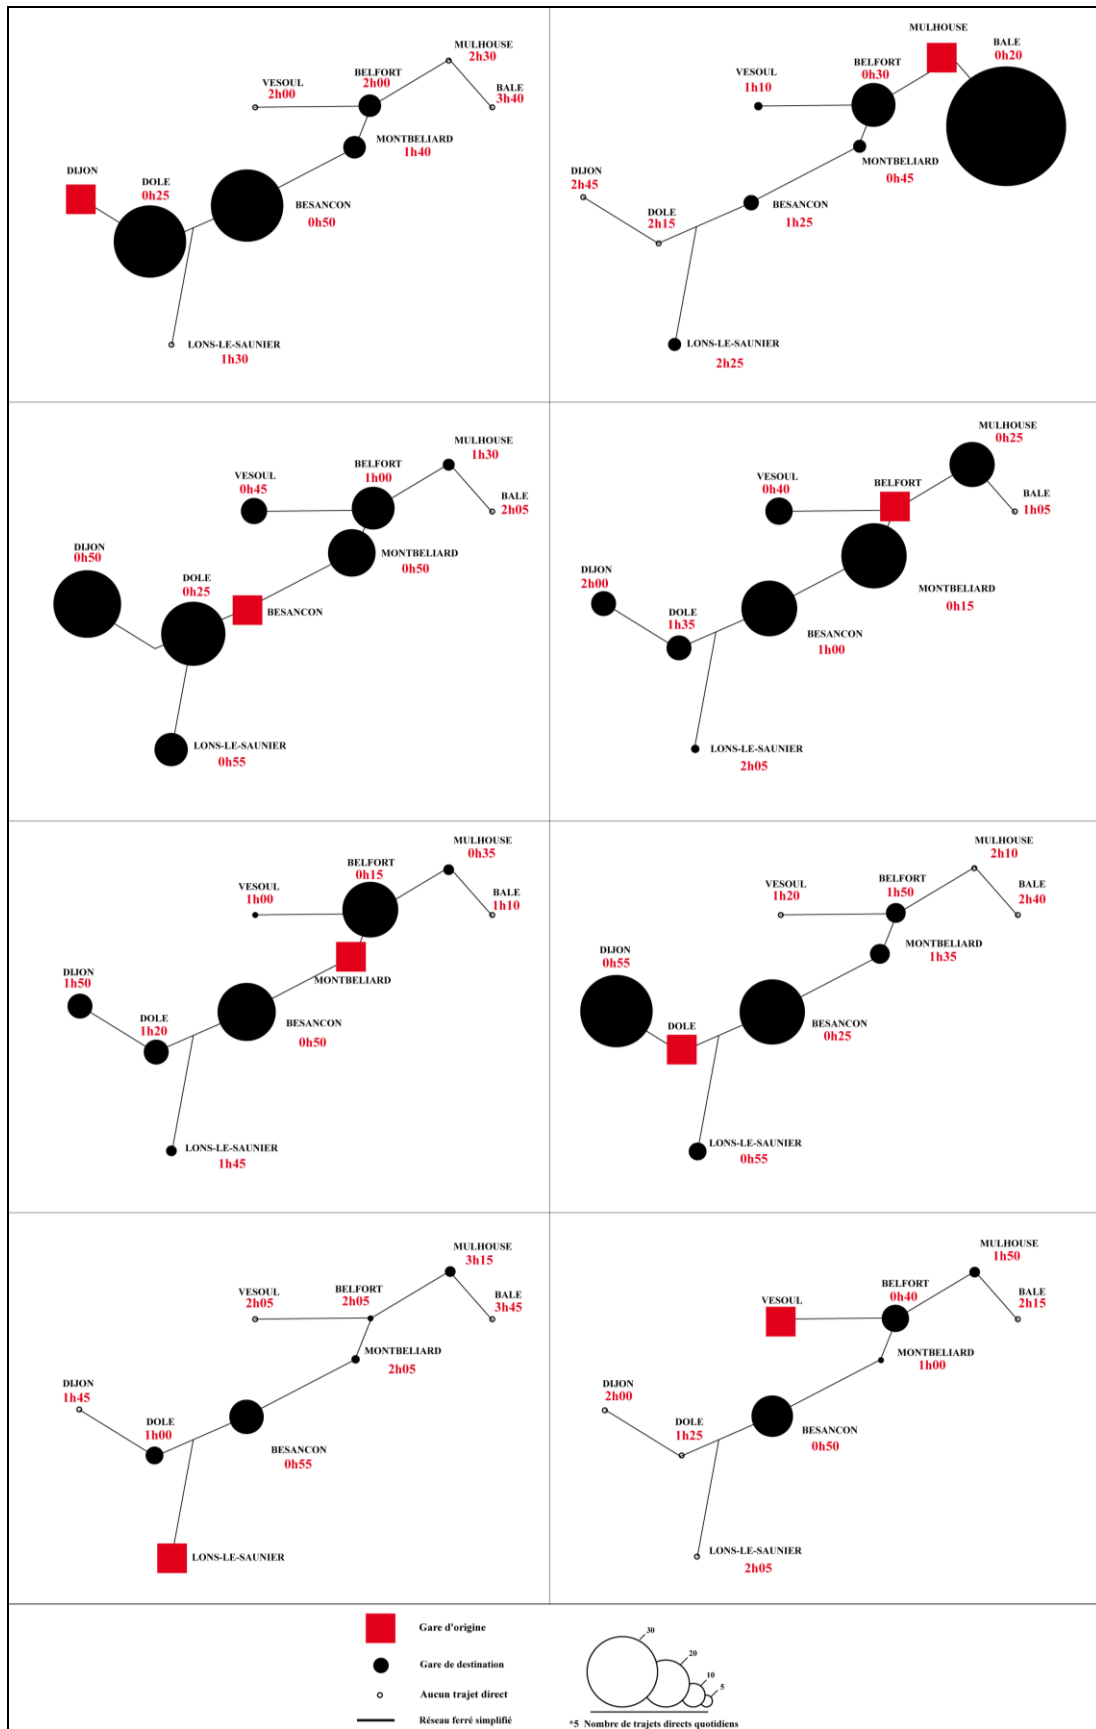 MULHOUSE
2h30
VESOUL
2h00
BELFORT
2h00
BALE
3h40
MONTBELIARD
1h40
DIJON
DOLE
0h25
BESANCON
0h50
LONS-LE-SAUNIER
1h30
MULHOUSE
BALE
0h20
BELFORT
0h30
VESOUL
1h10
MONTBELIARD
0h45
DIJON
2h45
DOLE
2h15
BESANCON
1h25
LONS-LE-SAUNIER
2h25
MULHOUSE
1h30
BELFORT
1h00
VESOUL
0h45
BALE
2h05
DIJON
0h50
MONTBELIARD
0h50
DOLE
0h25
BESANCON
LONS-LE-SAUNIER
0h55
MULHOUSE
0h25
VESOUL
0h40
BELFORT
BALE
1h05
DIJON
2h00
MONTBELIARD
0h15
DOLE
1h35
BESANCON
1h00
LONS-LE-SAUNIER
2h05
MULHOUSE
0h35
BELFORT
0h15
VESOUL
1h00
BALE
1h10
DIJON
1h50
MONTBELIARD
DOLE
1h20
BESANCON
0h50
LONS-LE-SAUNIER
1h45
MULHOUSE
2h10
BELFORT
1h50
VESOUL
1h20
BALE
2h40
DIJON
0h55
MONTBELIARD
1h35
DOLE
BESANCON
0h25
LONS-LE-SAUNIER
0h55
MULHOUSE
3h15
VESOUL
2h05
BELFORT
2h05
BALE
3h45
MONTBELIARD
2h05
DIJON
1h45
DOLE
1h00
BESANCON
0h55
LONS-LE-SAUNIER
MULHOUSE
1h50
BELFORT
0h40
VESOUL
BALE
2h15
MONTBELIARD
1h00
DIJON
2h00
DOLE
1h25
BESANCON
0h50
LONS-LE-SAUNIER
2h05
Gare d'origine
Gare de destination
Aucun trajet direct
Réseau ferré simplifié
30
20
10
5
*5 Nombre de trajets directs quotidiens